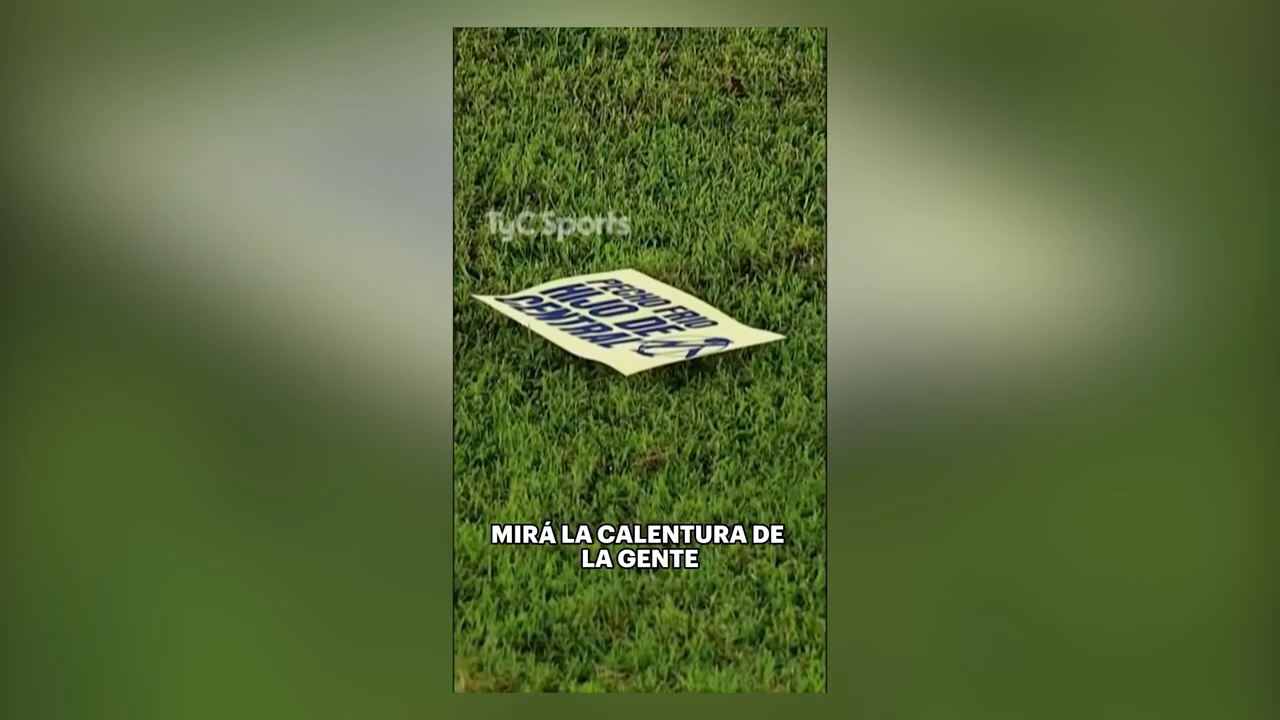 TyC Sports
PECHO FRIO
HIJO DE
CENTRAL
MIRÁ LA CALENTURA DE
LA GENTE